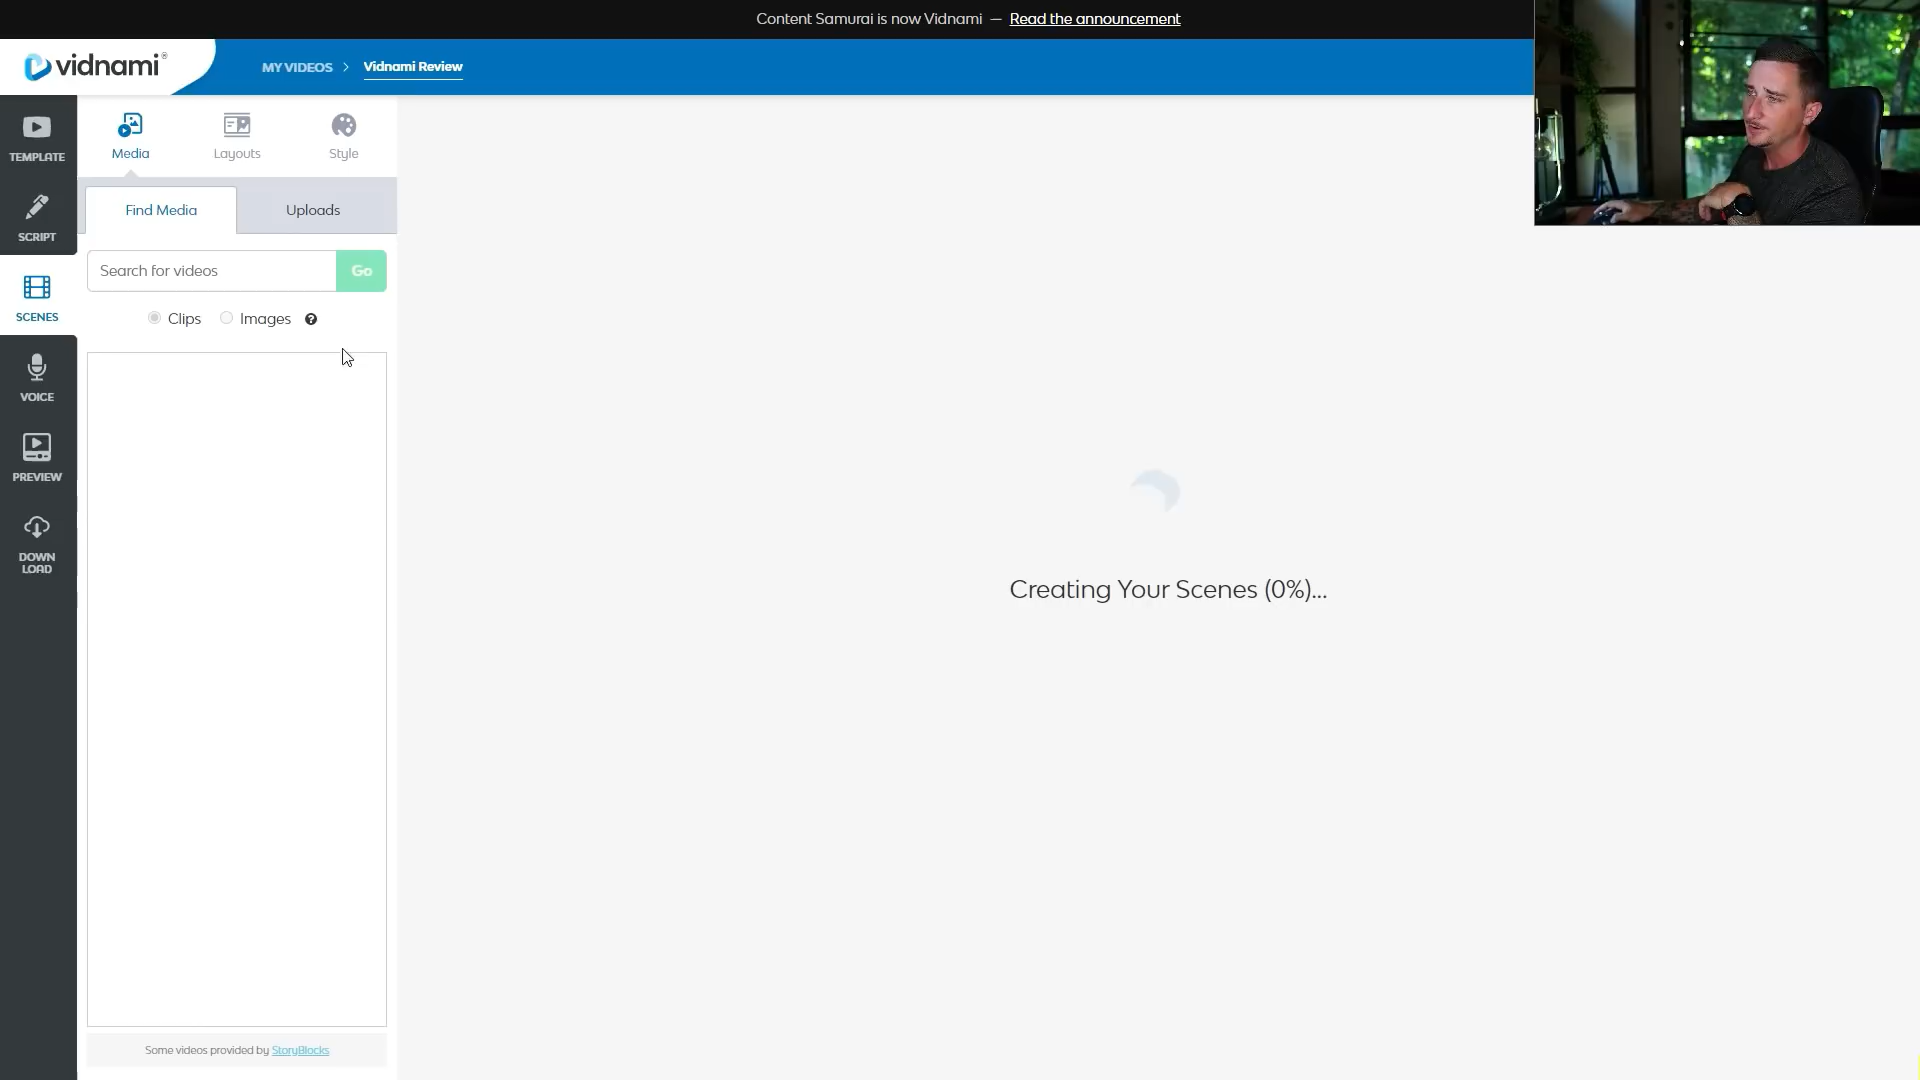 Content Samurai is now Vidnami — Read the announcement
vidnami®
MY VIDEOS > Vidnami Review
TEMPLATE
SCRIPT
SCENES
VOICE
PREVIEW
DOWN
LOAD
Media
Layouts
Style
Find Media
Uploads
Search for videos
Go
Clips
Images
?
Creating Your Scenes (0%)...
Some videos provided by StoryBlocks